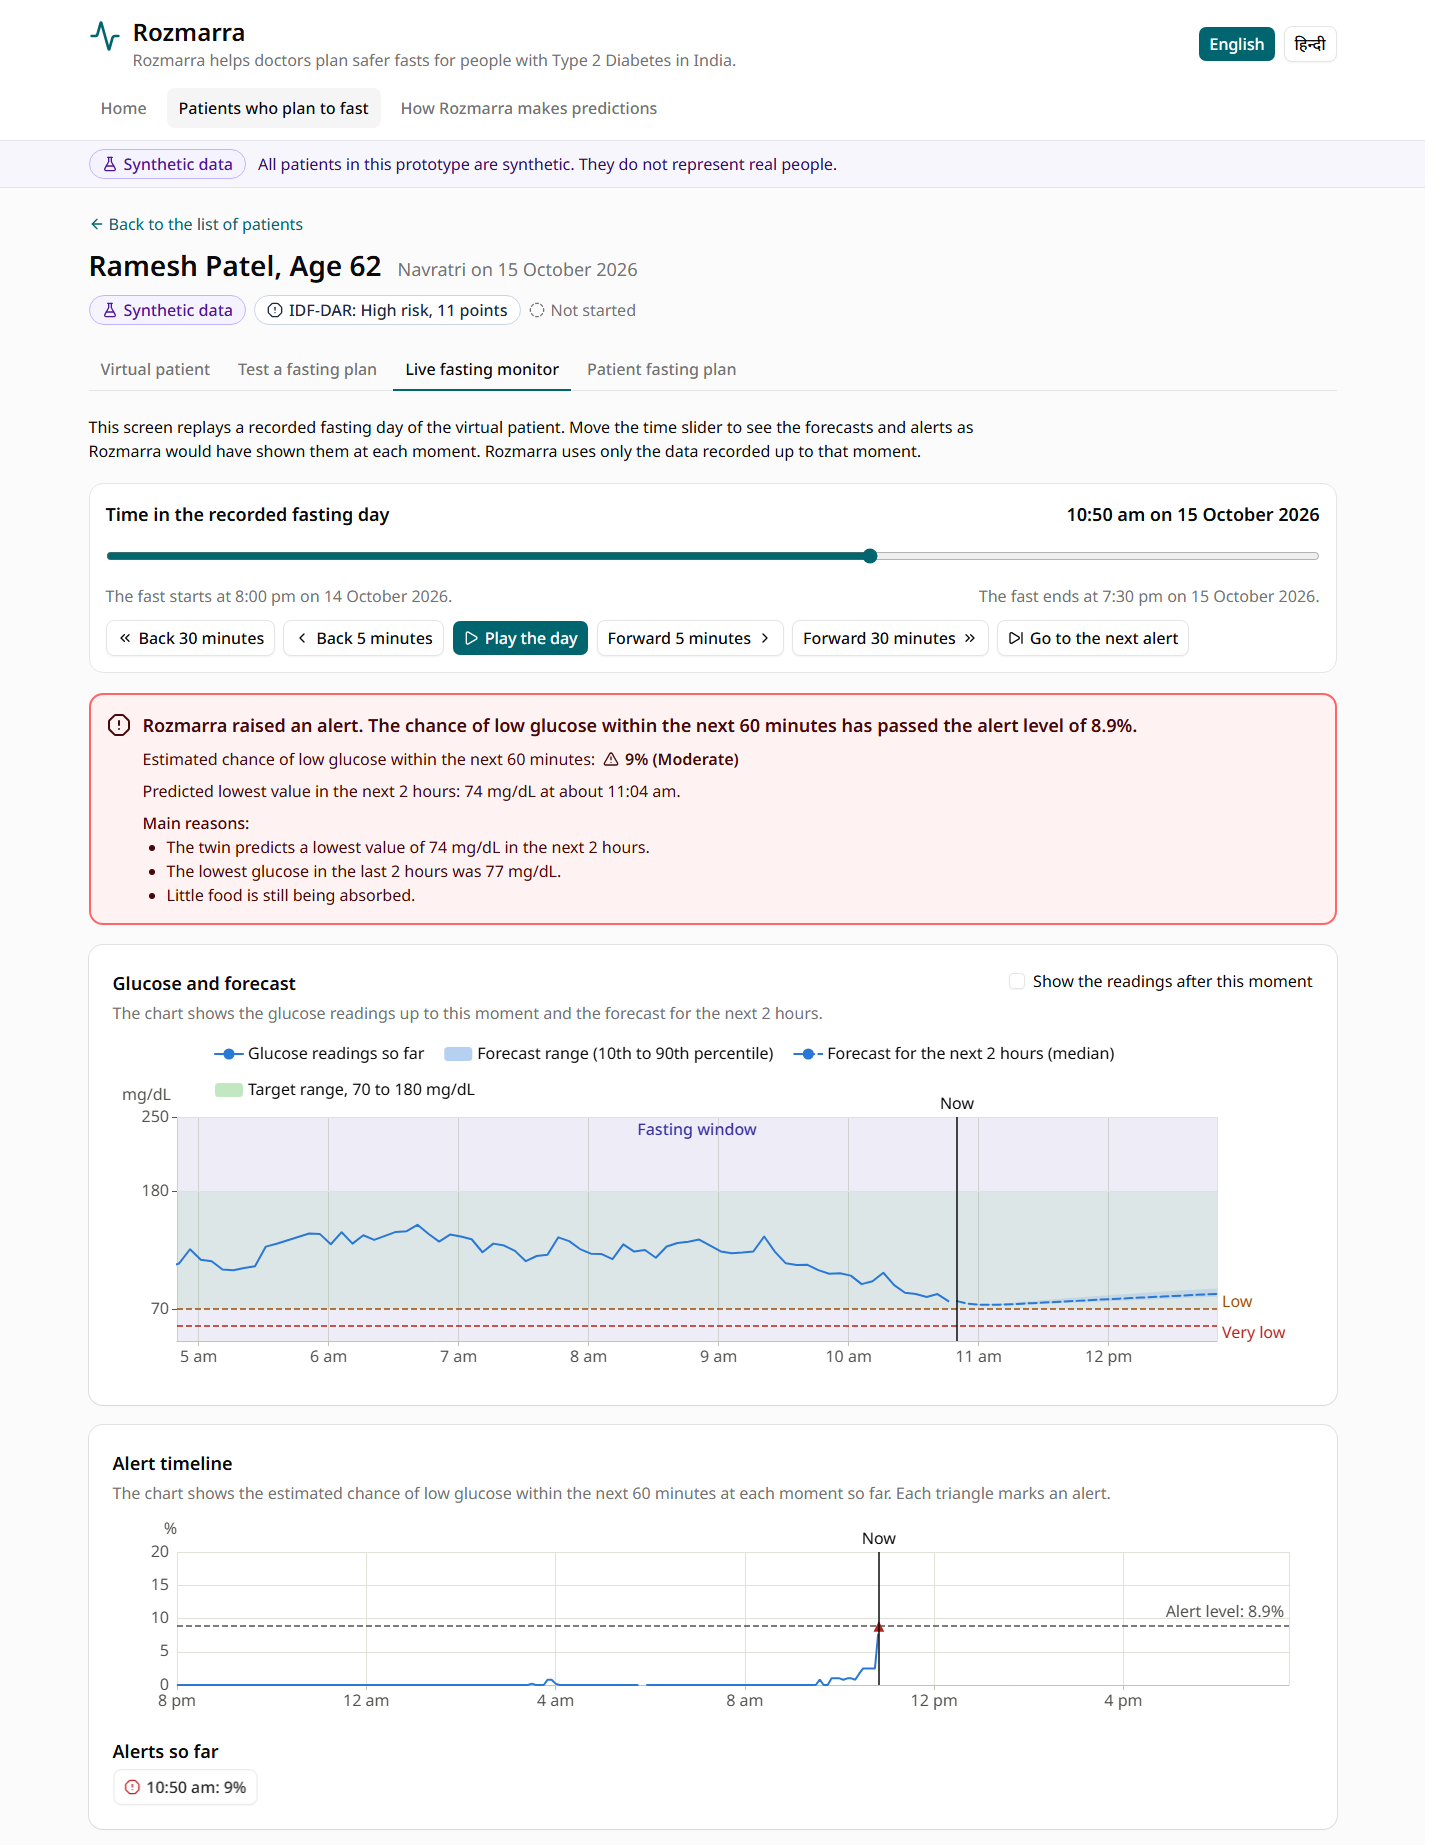 Rozmarra
Rozmarra helps doctors plan safer fasts for people with Type 2 Diabetes in India.
English
हिन्दी
Home
Patients who plan to fast
How Rozmarra makes predictions
Synthetic data
All patients in this prototype are synthetic. They do not represent real people.
Back to the list of patients
Ramesh Patel, Age 62
Navratri on 15 October 2026
Synthetic data
IDF-DAR: High risk, 11 points
Not started
Virtual patient
Test a fasting plan
Live fasting monitor
Patient fasting plan
This screen replays a recorded fasting day of the virtual patient. Move the time slider to see the forecasts and alerts as
Rozmarra would have shown them at each moment. Rozmarra uses only the data recorded up to that moment.
Time in the recorded fasting day
10:50 am on 15 October 2026
The fast starts at 8:00 pm on 14 October 2026.
The fast ends at 7:30 pm on 15 October 2026.
Back 30 minutes
Back 5 minutes
Play the day
Forward 5 minutes
Forward 30 minutes
Go to the next alert
Rozmarra raised an alert. The chance of low glucose within the next 60 minutes has passed the alert level of 8.9%.
Estimated chance of low glucose within the next 60 minutes: 9% (Moderate)
Predicted lowest value in the next 2 hours: 74 mg/dL at about 11:04 am.
Main reasons:
The twin predicts a lowest value of 74 mg/dL in the next 2 hours.
The lowest glucose in the last 2 hours was 77 mg/dL.
Little food is still being absorbed.
Glucose and forecast
Show the readings after this moment
The chart shows the glucose readings up to this moment and the forecast for the next 2 hours.
Glucose readings so far
Forecast range (10th to 90th percentile)
Forecast for the next 2 hours (median)
Target range, 70 to 180 mg/dL
mg/dL
Now
250
Fasting window
180
70
Low
Very low
5 am
6 am
7 am
8 am
9 am
10 am
11 am
12 pm
Alert timeline
The chart shows the estimated chance of low glucose within the next 60 minutes at each moment so far. Each triangle marks an alert.
%
Now
20
15
10
Alert level: 8.9%
5
0
8 pm
12 am
4 am
8 am
12 pm
4 pm
Alerts so far
10:50 am: 9%